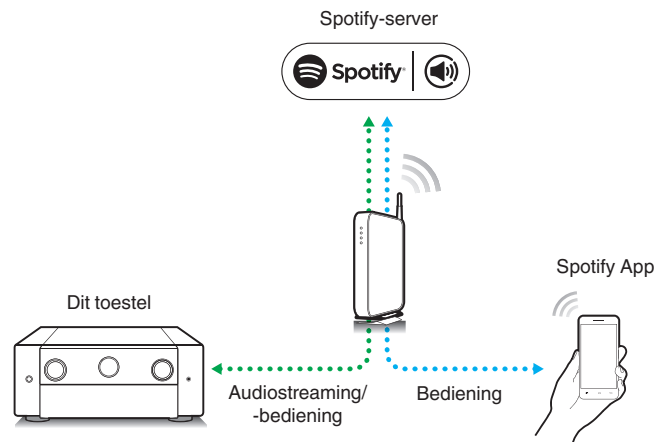 Spotify-server
Spotify
Spotify App
Dit toestel
Audiostreaming/
-bediening
Bediening